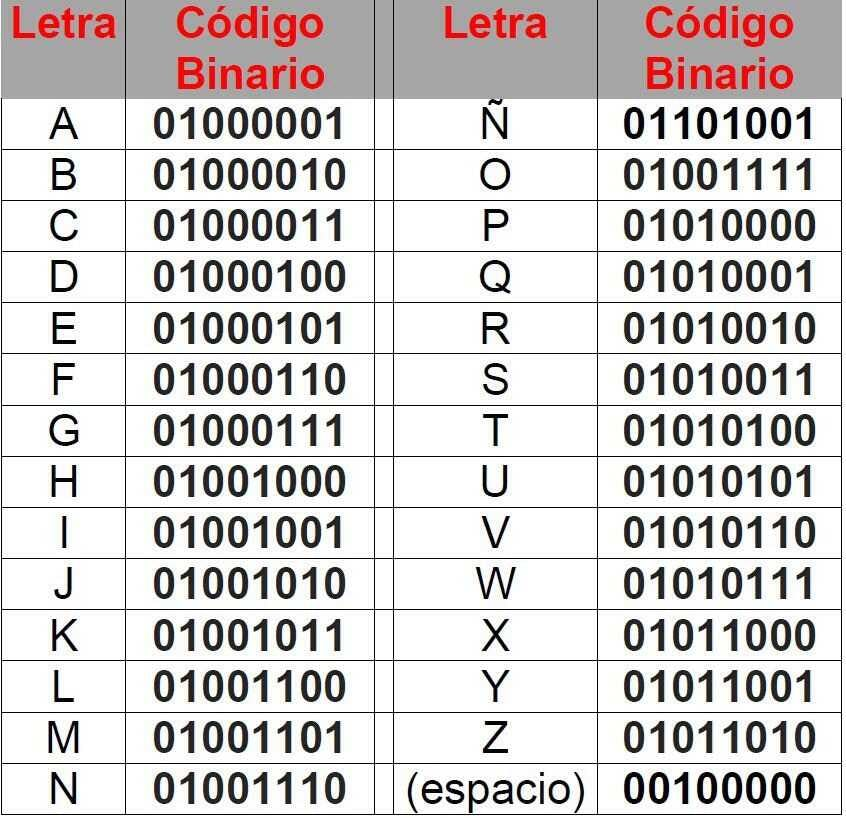 Letra Código Binario Letra Código Binario
A 01000001 Ñ 01101001
B 01000010 O 01001111
C 01000011 P 01010000
D 01000100 Q 01010001
E 01000101 R 01010010
F 01000110 S 01010011
G 01000111 T 01010100
H 01001000 U 01010101
I 01001001 V 01010110
J 01001010 W 01010111
K 01001011 X 01011000
L 01001100 Y 01011001
M 01001101 Z 01011010
N 01001110 (espacio) 00100000